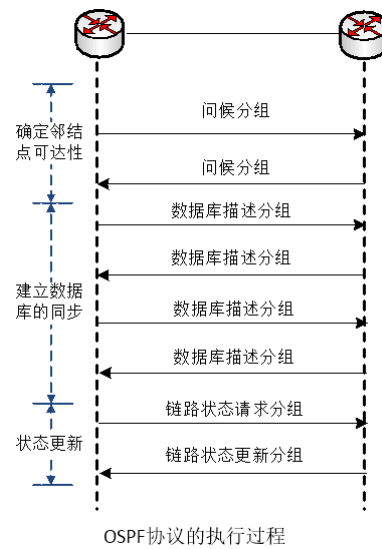 问候分组
确定邻结
点可达性
问候分组
数据库描述分组
数据库描述分组
建立数据
库的同步
数据库描述分组
数据库描述分组
链路状态请求分组
状态更新
链路状态更新分组
OSPF协议的执行过程